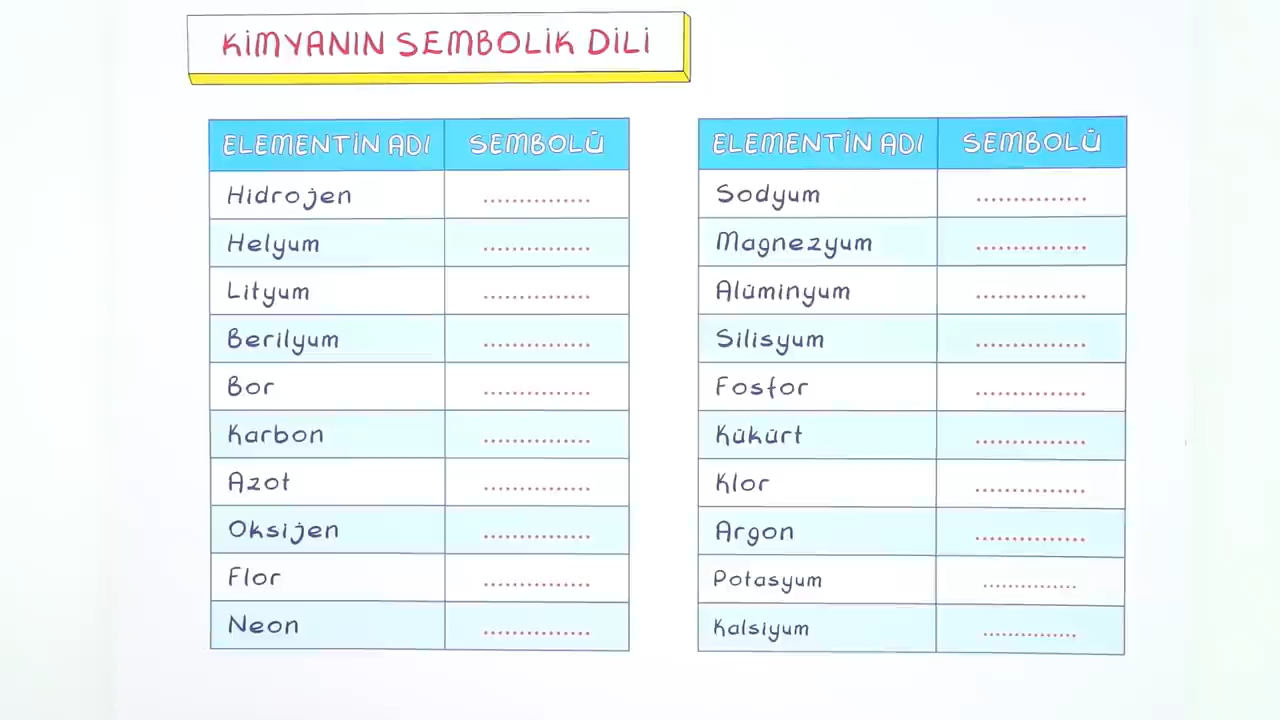 KİMYANIN SEMBOLİK DİLİ
ELEMENTİN ADI SEMBOLÜ
Hidrojen ...............
Helyum ...............
Lityum ...............
Berilyum ...............
Bor ...............
Karbon ...............
Azot ...............
Oksijen ...............
Flor ...............
Neon ...............
ELEMENTİN ADI SEMBOLÜ
Sodyum ...............
Magnezyum ...............
Alüminyum ...............
Silisyum ...............
Fosfor ...............
Kükürt ...............
Klor ...............
Argon ...............
Potasyum ...............
Kalsiyum ...............